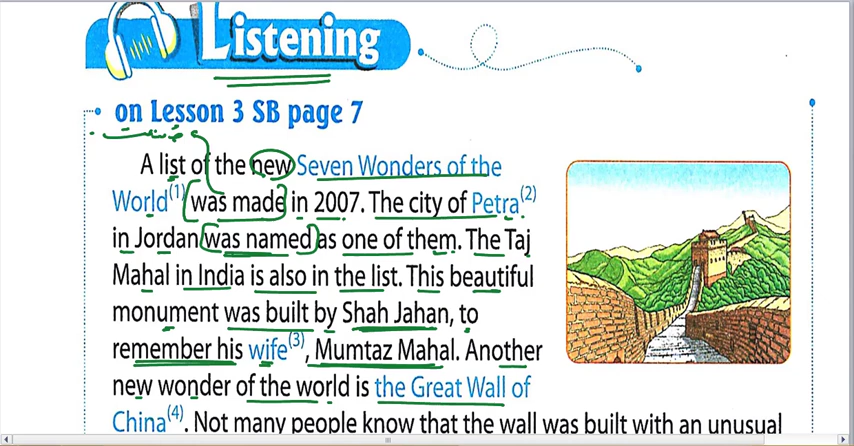 Listening
on Lesson 3 SB page 7
A list of the new Seven Wonders of the
World(1) was made in 2007. The city of Petra(2)
in Jordan was named as one of them. The Taj
Mahal in India is also in the list. This beautiful
monument was built by Shah Jahan, to
remember his wife(3), Mumtaz Mahal. Another
new wonder of the world is the Great Wall of
China(4). Not many people know that the wall was built with an unusual